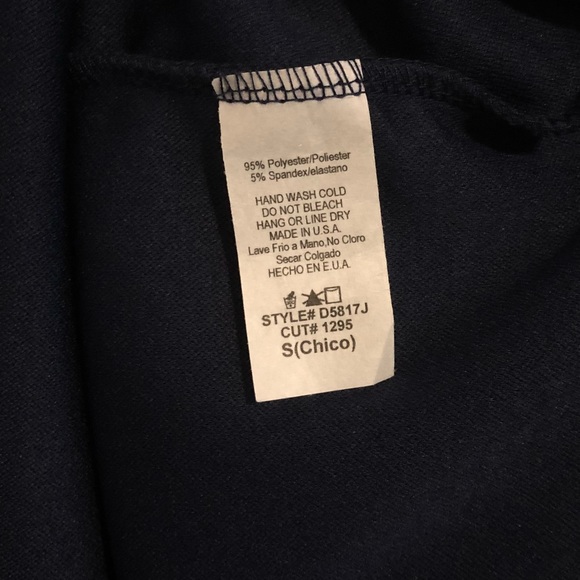 95% Polyester/Poliester
5% Spandex/elastano
HAND WASH COLD
DO NOT BLEACH
HANG OR LINE DRY
MADE IN U.S.A.
Lave Frio a Mano,No Cloro
Secar Colgado
HECHO EN E.U.A.
STYLE# D5817J
CUT# 1295
S(Chico)